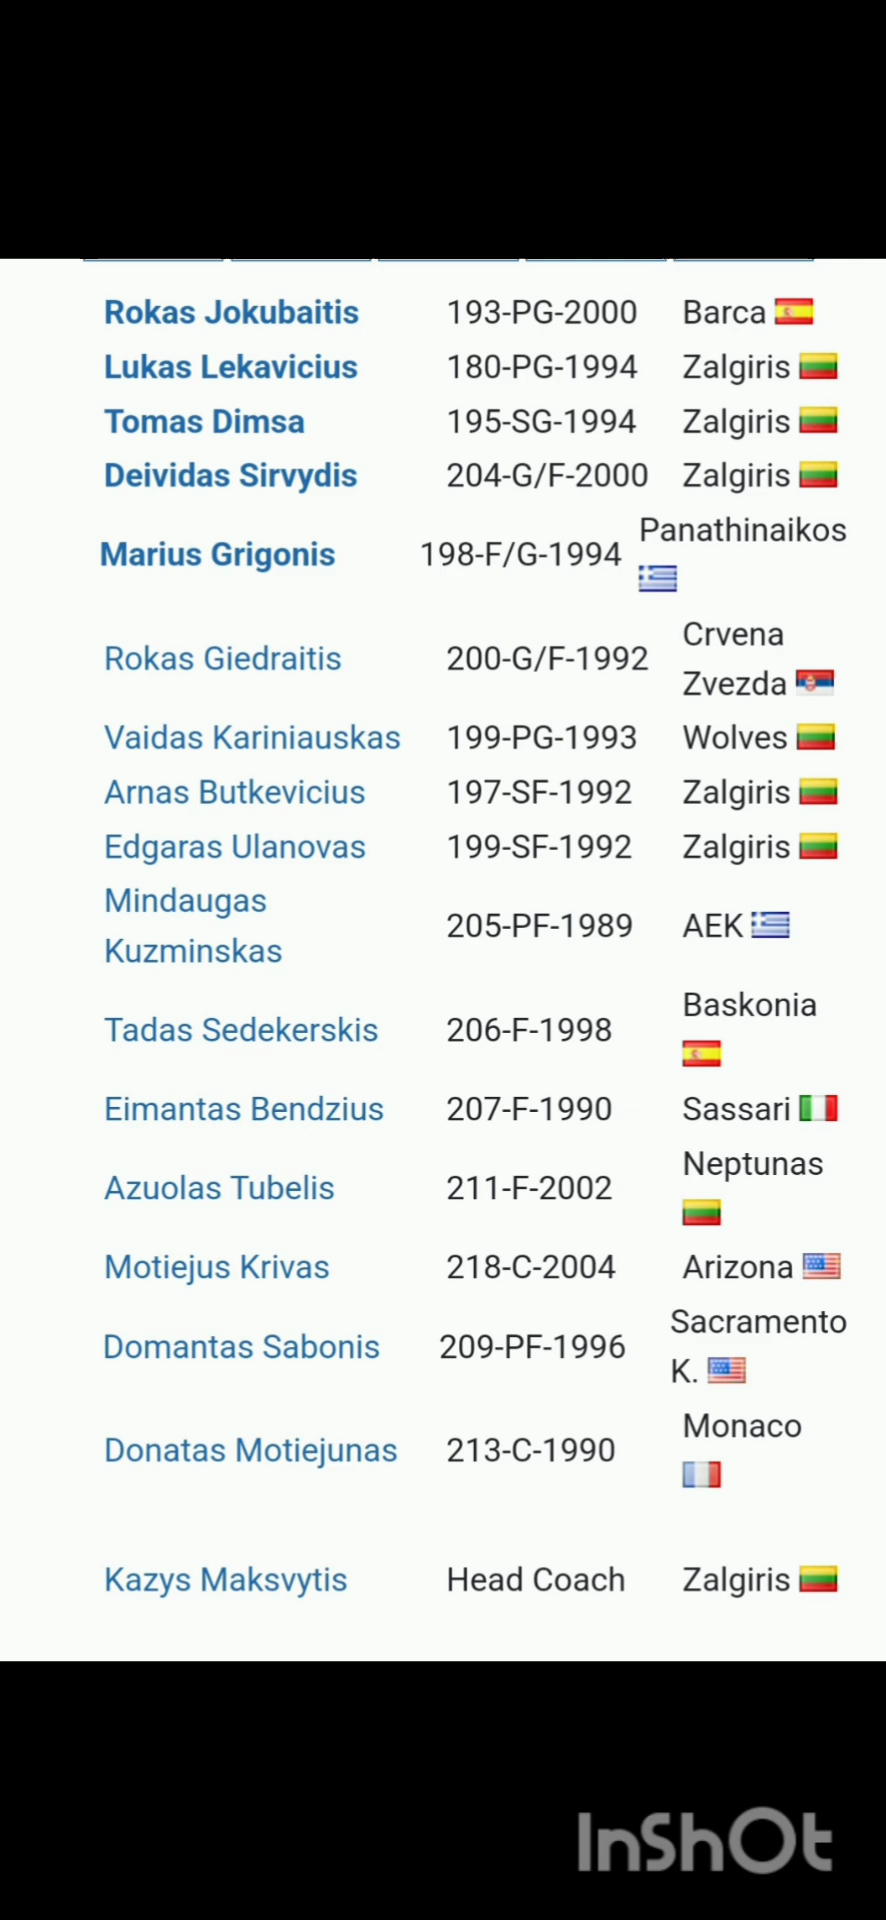 Rokas Jokubaitis 193-PG-2000 Barca
Lukas Lekavicius 180-PG-1994 Zalgiris
Tomas Dimsa 195-SG-1994 Zalgiris
Deividas Sirvydis 204-G/F-2000 Zalgiris
Marius Grigonis 198-F/G-1994 Panathinaikos
Rokas Giedraitis 200-G/F-1992 Crvena
Zvezda
Vaidas Kariniauskas 199-PG-1993 Wolves
Arnas Butkevicius 197-SF-1992 Zalgiris
Edgaras Ulanovas 199-SF-1992 Zalgiris
Mindaugas
Kuzminskas 205-PF-1989 AEK
Tadas Sedekerskis 206-F-1998 Baskonia
Eimantas Bendzius 207-F-1990 Sassari
Azuolas Tubelis 211-F-2002 Neptunas
Motiejus Krivas 218-C-2004 Arizona
Domantas Sabonis 209-PF-1996 Sacramento
K.
Donatas Motiejunas 213-C-1990 Monaco
Kazys Maksvytis Head Coach Zalgiris
InShOt